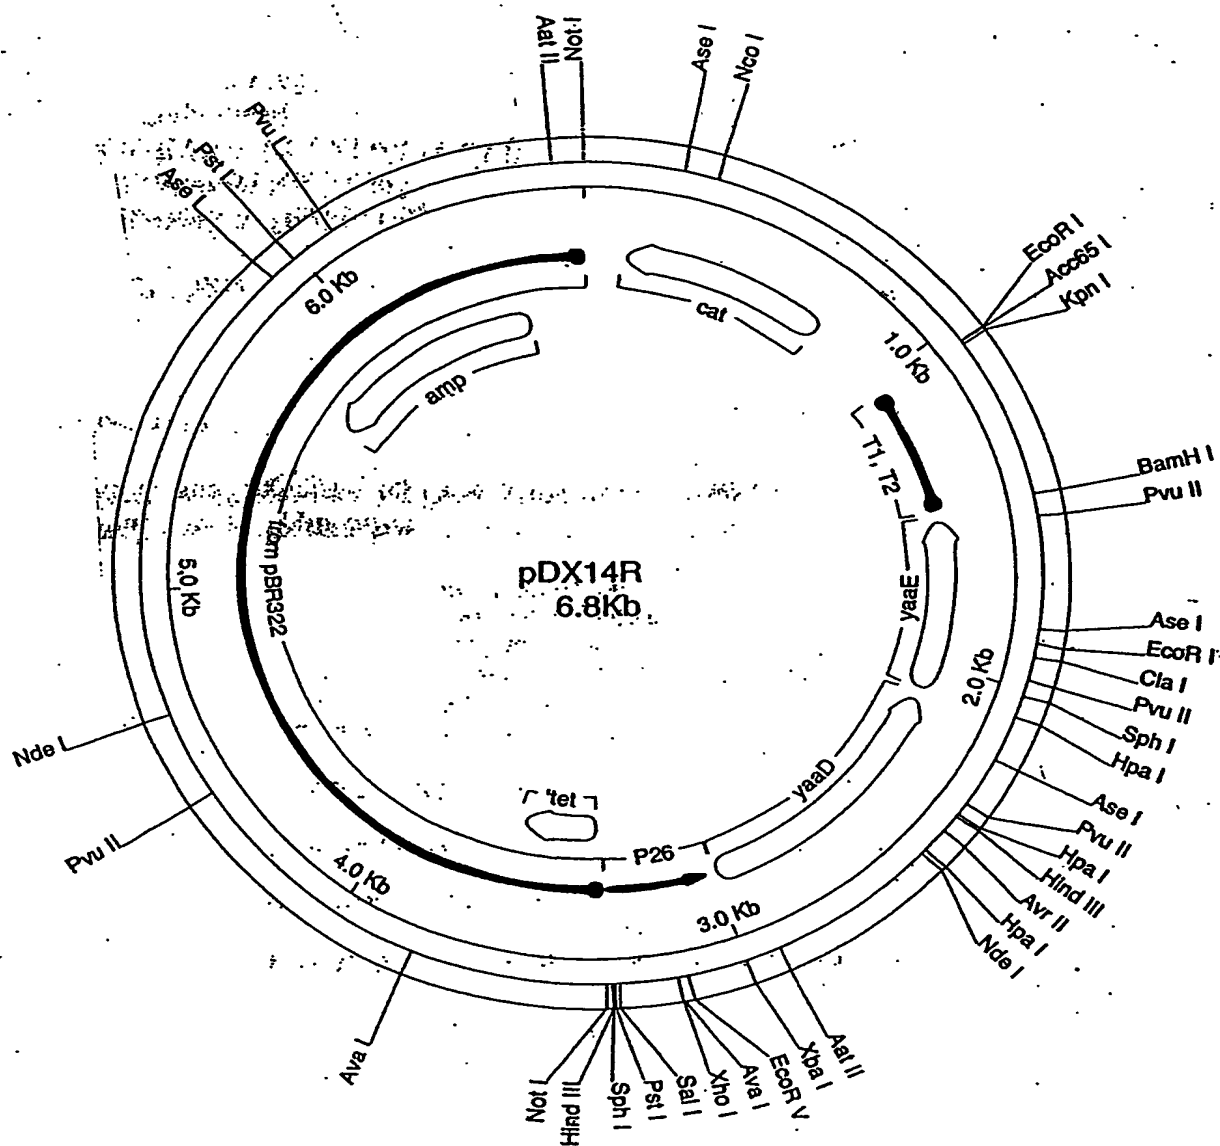 Not I
Aat II
Ase I
Nco I
EcoR I
Acc65 I
Kpn I
BamH I
Pvu II
Ase I
EcoR I
Cla I
Pvu II
Sph I
Hpa I
Ase I
Pvu II
Hpa I
Hind III
Avr II
Hpa I
Nde I
Aat II
Xba I
EcoR V
Ava I
Xho I
Sal I
Pst I
Sph I
Hind III
Not I
Ava I
Pvu II
Nde I
Ase I
Pst I
Pvu I
1.0 Kb
2.0 Kb
3.0 Kb
4.0 Kb
5.0 Kb
6.0 Kb
cat
T1, T2
yaaE
yaaD
P26
'tet
from pBR322
amp
pDX14R
6.8Kb